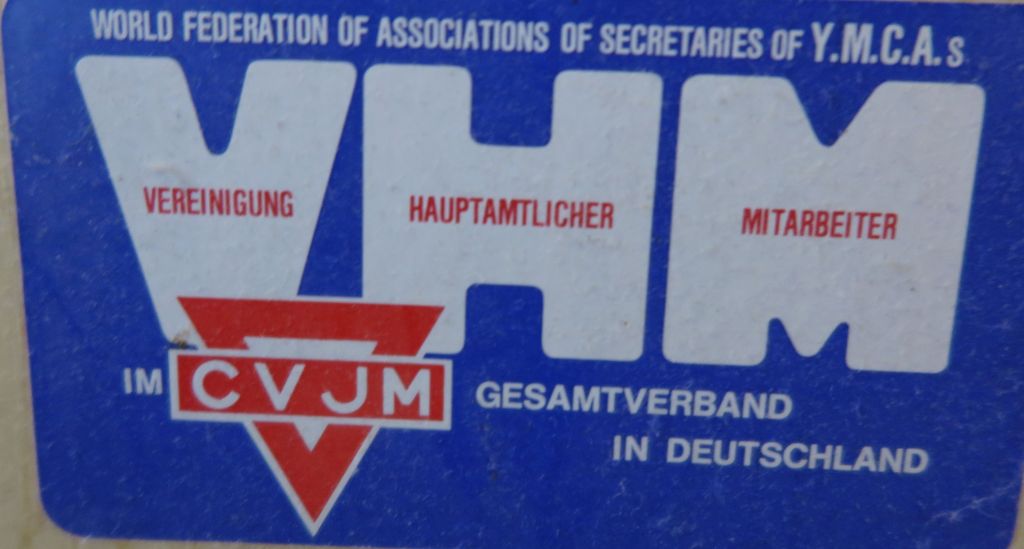 WORLD FEDERATION OF ASSOCIATIONS OF SECRETARIES OF Y.M.C.A.s
VHM
VEREINIGUNG HAUPTAMTLICHER MITARBEITER
IM CVJM GESAMTVERBAND
IN DEUTSCHLAND